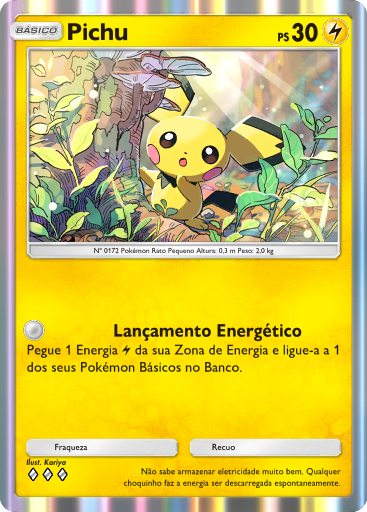 BÁSICO Pichu PS 30
Nº 0172 Pokémon Rato Pequeno Altura: 0,3 m Peso: 2,0 kg
Lançamento Energético
Pegue 1 Energia da sua Zona de Energia e ligue-a a 1
dos seus Pokémon Básicos no Banco.
Fraqueza Recuo
Ilust. Kariya
Não sabe armazenar eletricidade muito bem. Qualquer
choquinho faz a energia ser descarregada espontaneamente.